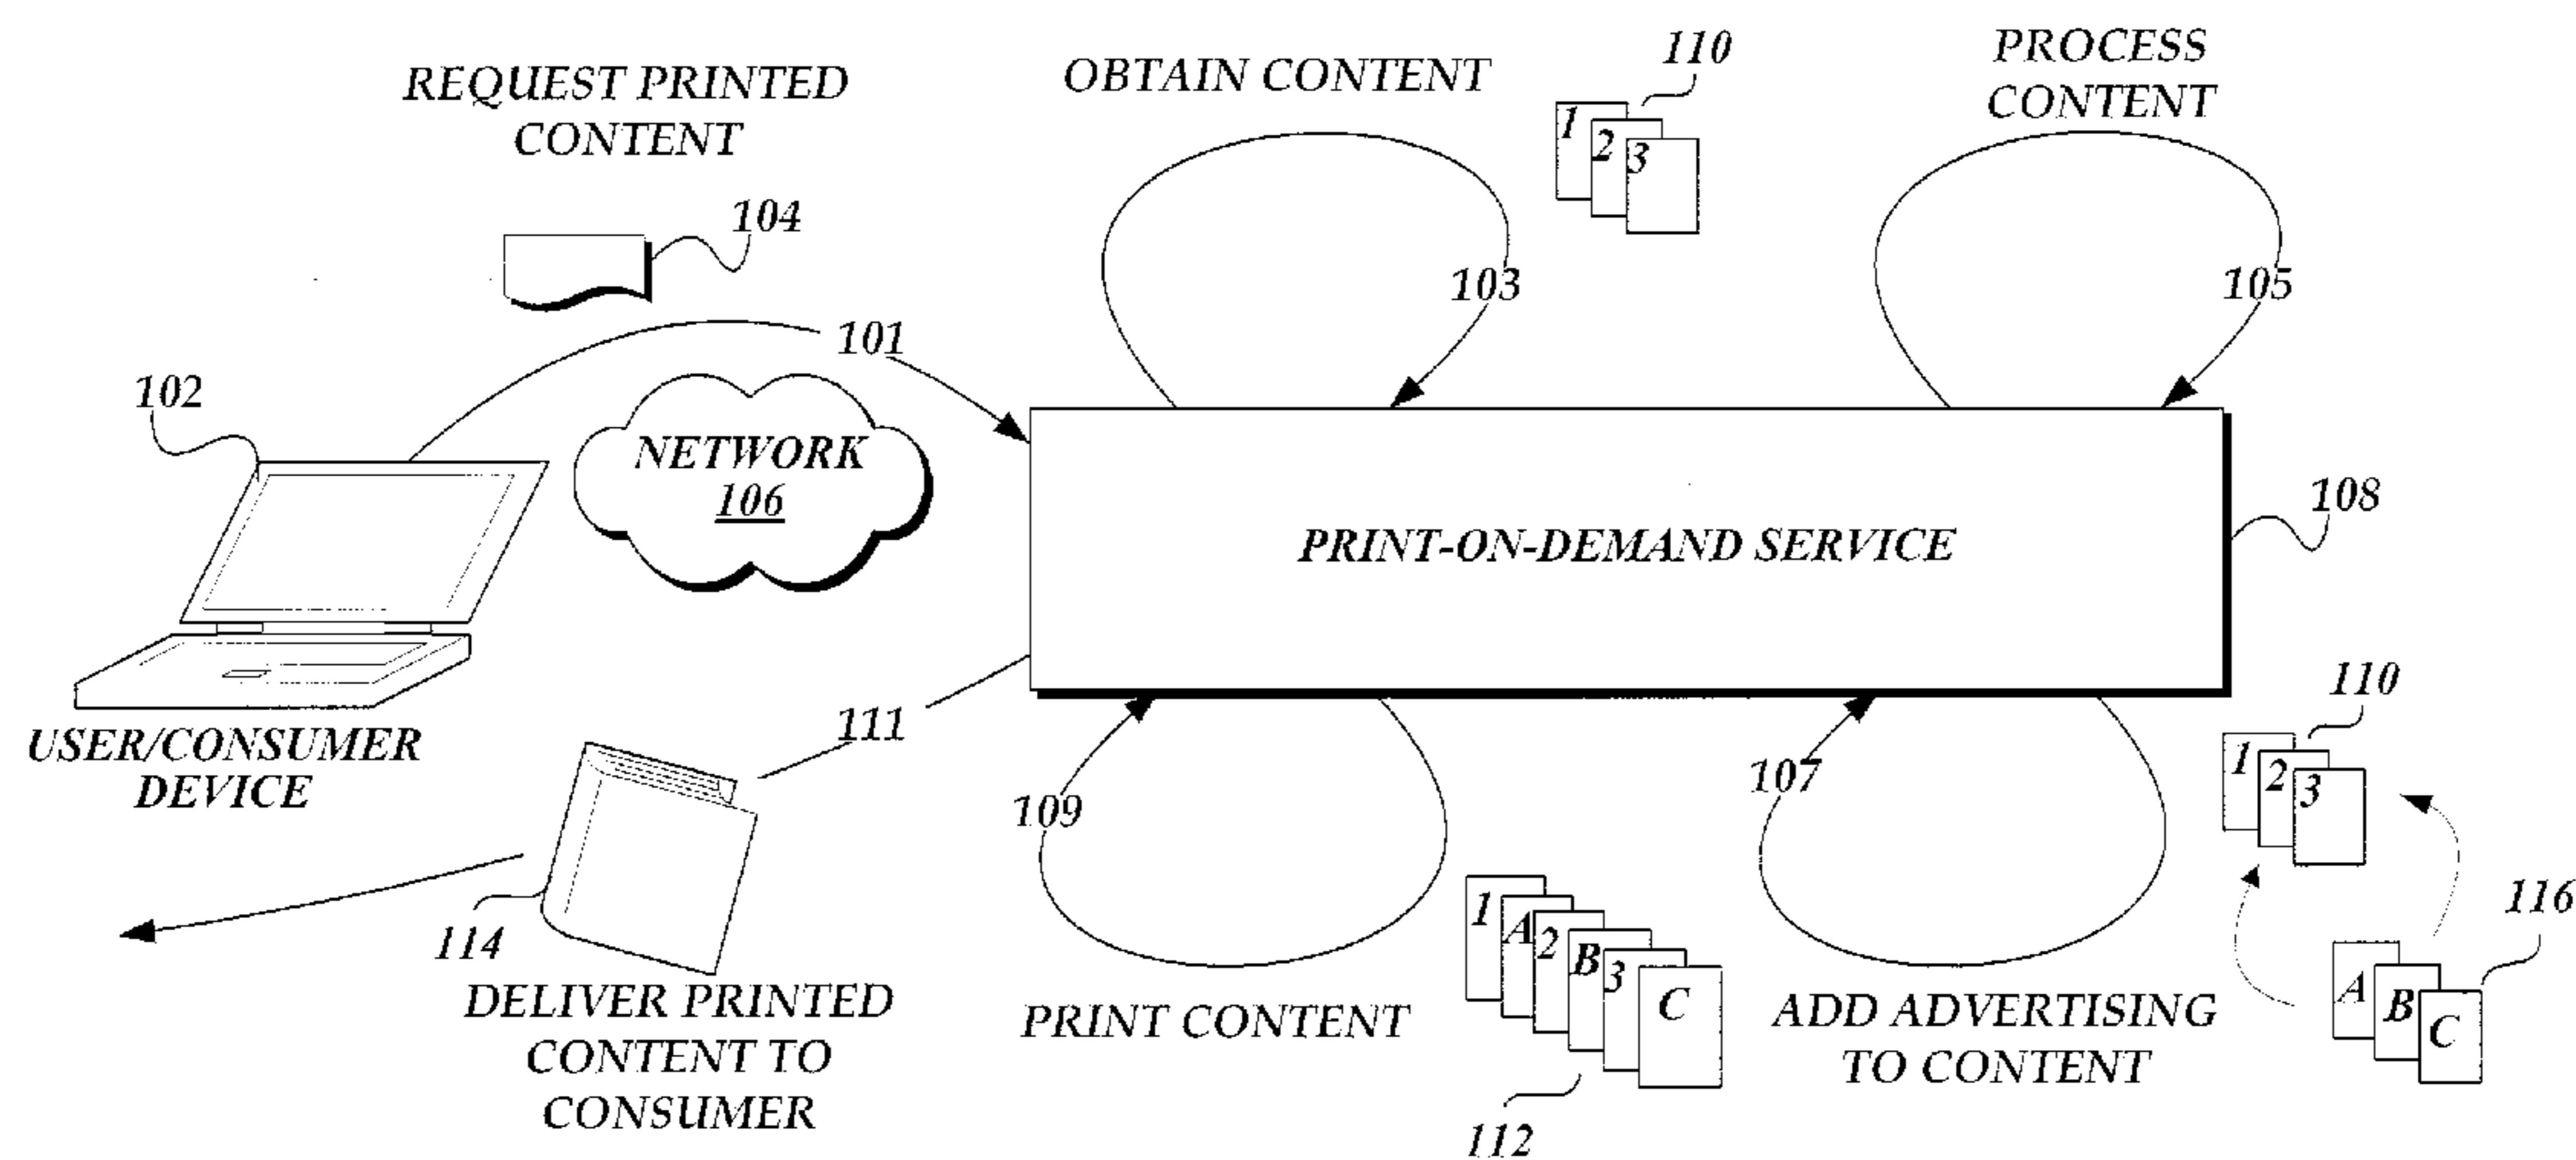 REQUEST PRINTED
CONTENT
104
101
102
NETWORK
106
USER/CONSUMER
DEVICE
OBTAIN CONTENT
110
1
2
3
103
PROCESS
CONTENT
105
PRINT-ON-DEMAND SERVICE
108
111
114
DELIVER PRINTED
CONTENT TO
CONSUMER
109
PRINT CONTENT
1
A
2
B
3
C
112
107
ADD ADVERTISING
TO CONTENT
110
1
2
3
116
A
B
C